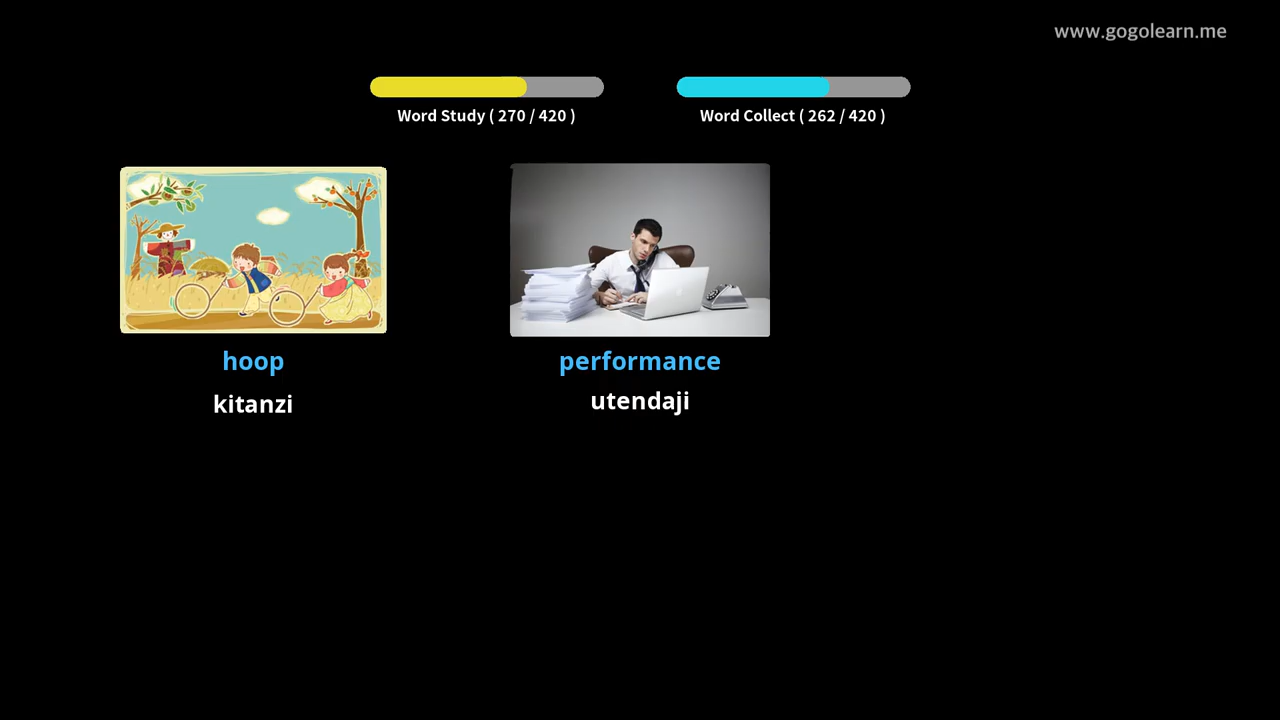 www.gogolearn.me
Word Study ( 270 / 420 )
Word Collect ( 262 / 420 )
hoop
performance
kitanzi
utendaji